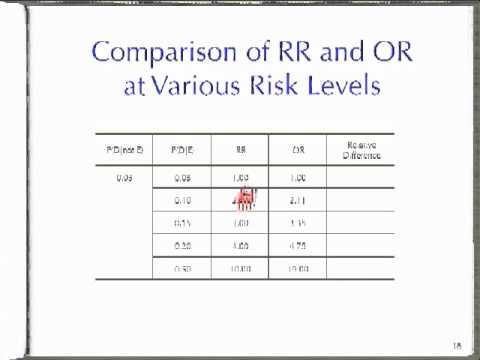 Comparison of RR and OR
at Various Risk Levels
P(D|not E) P(D|E) RR OR Relative Difference
0.05 0.05 1.00 1.00
0.10 2.11
0.15 3.00 3.35
0.20 4.00 4.75
0.50 10.00 19.00
18